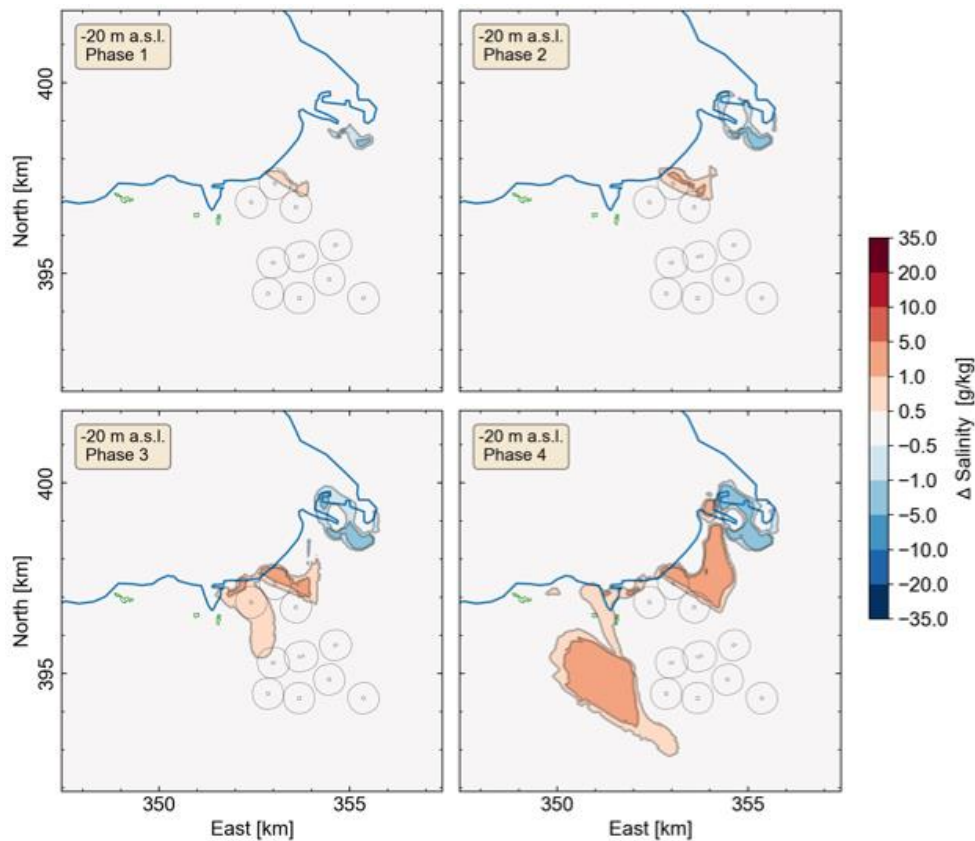 -20 m a.s.l.
Phase 1
-20 m a.s.l.
Phase 2
400
395
North [km]
-20 m a.s.l.
Phase 3
-20 m a.s.l.
Phase 4
400
395
North [km]
350
355
350
355
East [km]
East [km]
35.0
20.0
10.0
5.0
1.0
0.5
−0.5
−1.0
−5.0
−10.0
−20.0
−35.0
Δ Salinity [g/kg]